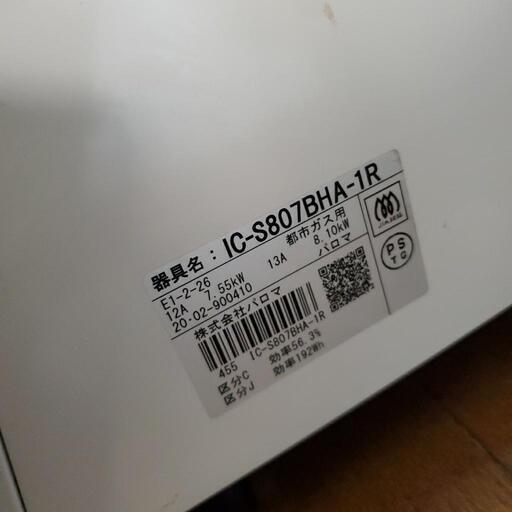 器具名：IC-S807BHA-1R
E1-2-26 都市ガス用
12A 7.55kW 13A 8.10kW
20·02-900410 パロマ
株式会社パロマ
455 IC-S807BHA-1R
区分C 効率56.3%
区分J 効率192Wh
PS
TG